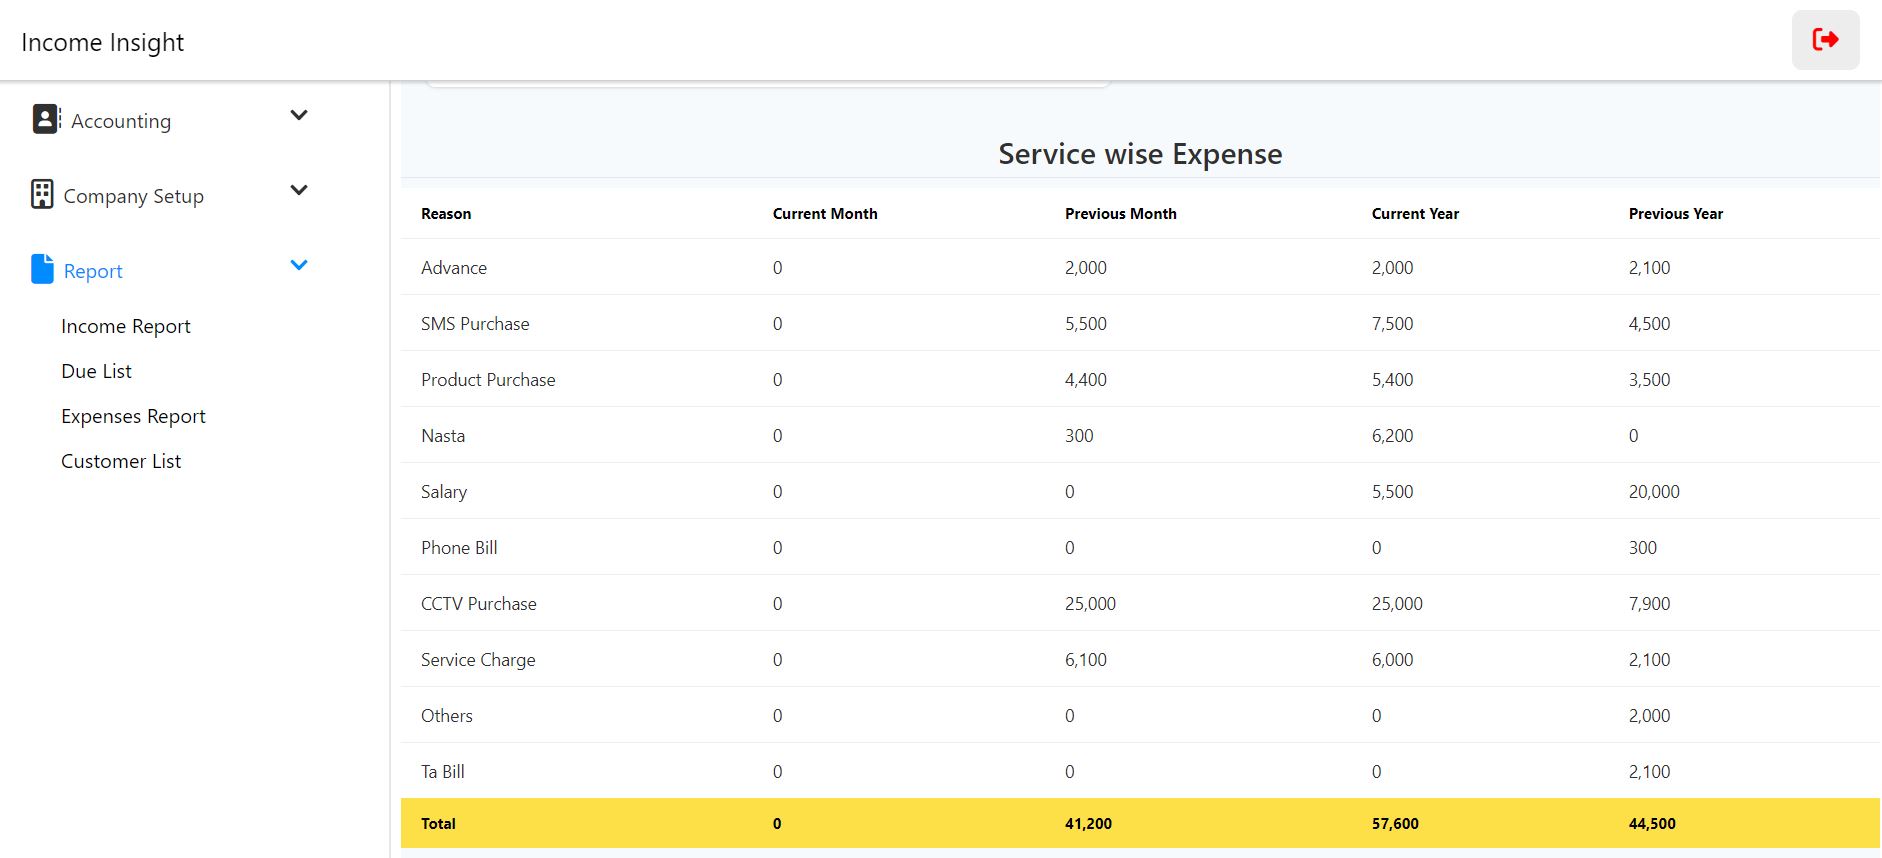 Income Insight
Accounting
Company Setup
Report
Income Report
Due List
Expenses Report
Customer List
Service wise Expense
Reason Current Month Previous Month Current Year Previous Year
Advance 0 2,000 2,000 2,100
SMS Purchase 0 5,500 7,500 4,500
Product Purchase 0 4,400 5,400 3,500
Nasta 0 300 6,200 0
Salary 0 0 5,500 20,000
Phone Bill 0 0 0 300
CCTV Purchase 0 25,000 25,000 7,900
Service Charge 0 6,100 6,000 2,100
Others 0 0 0 2,000
Ta Bill 0 0 0 2,100
Total 0 41,200 57,600 44,500